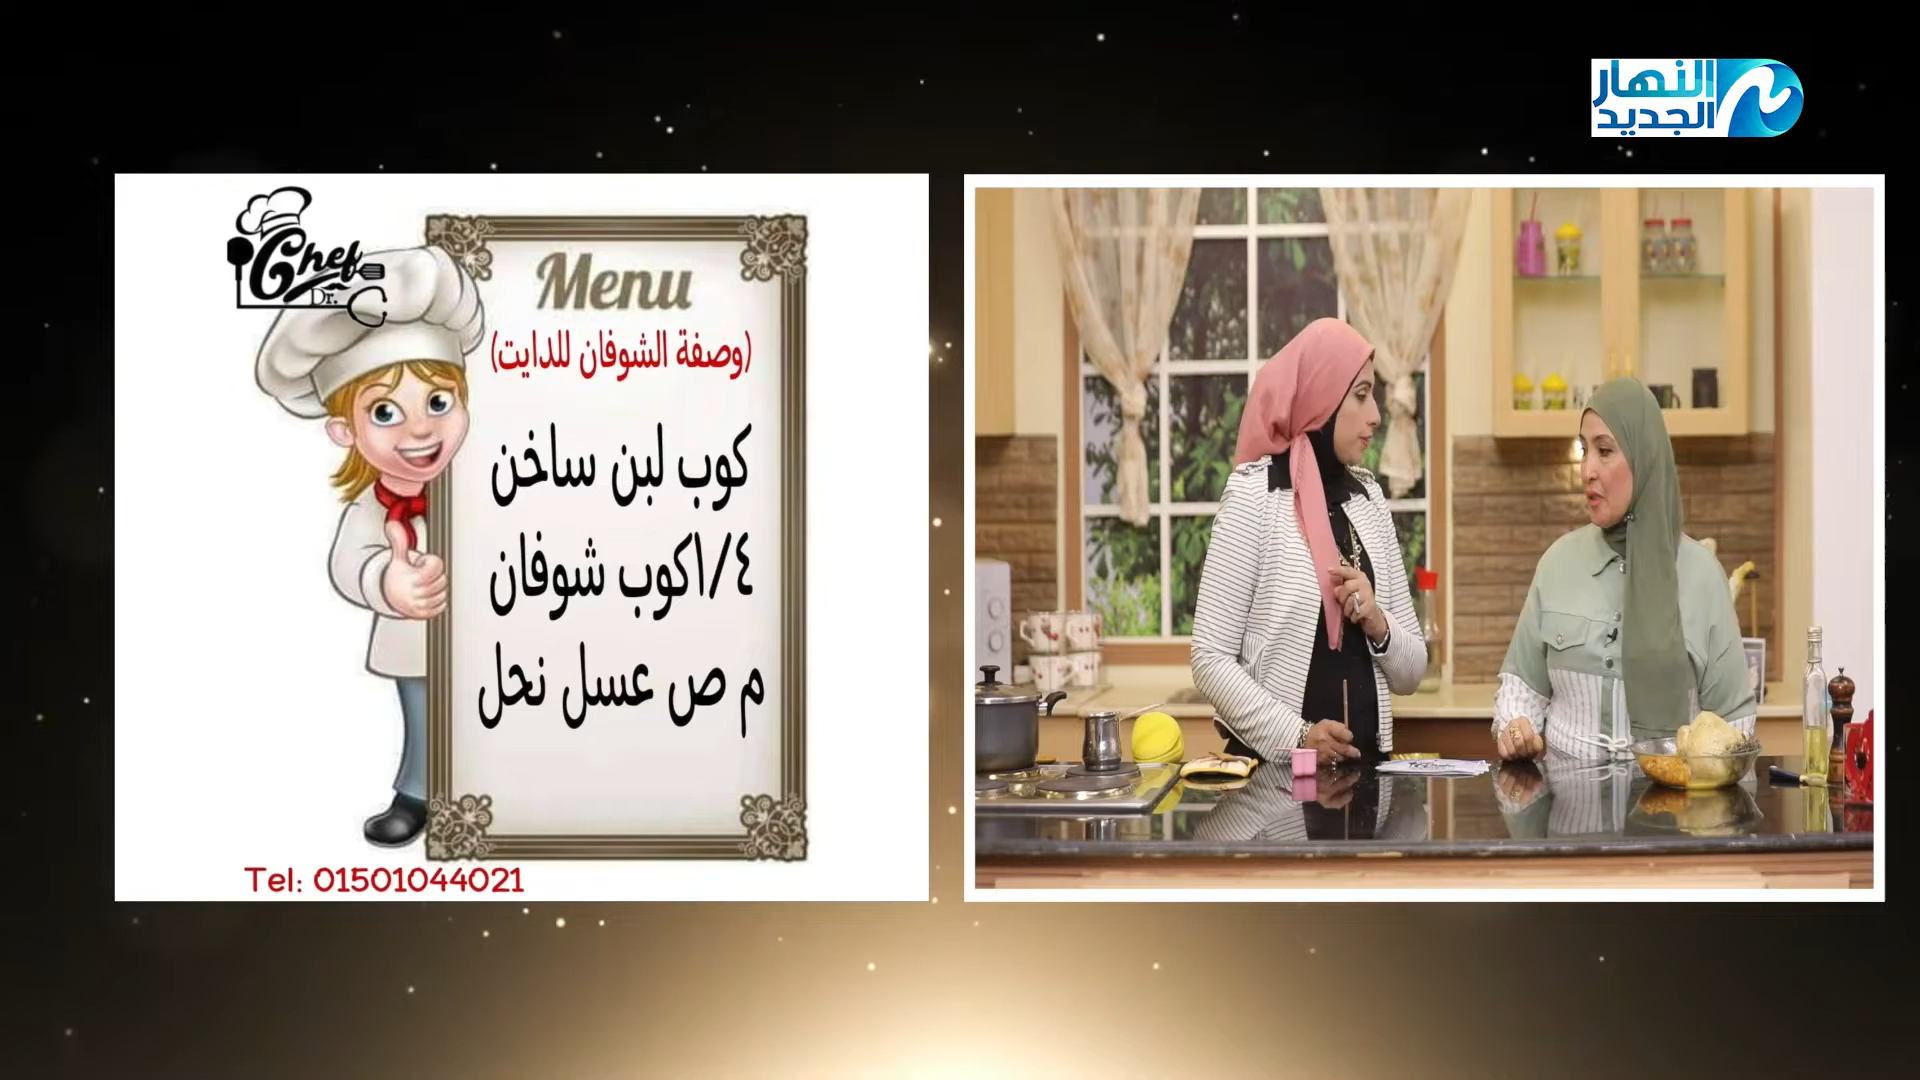 النهار
الجديد
Chef
Dr.
Menu
(وصفة الشوفان للدايت)
كوب لبن ساخن
١/٤كوب شوفان
م ص عسل نحل
Tel: 01501044021